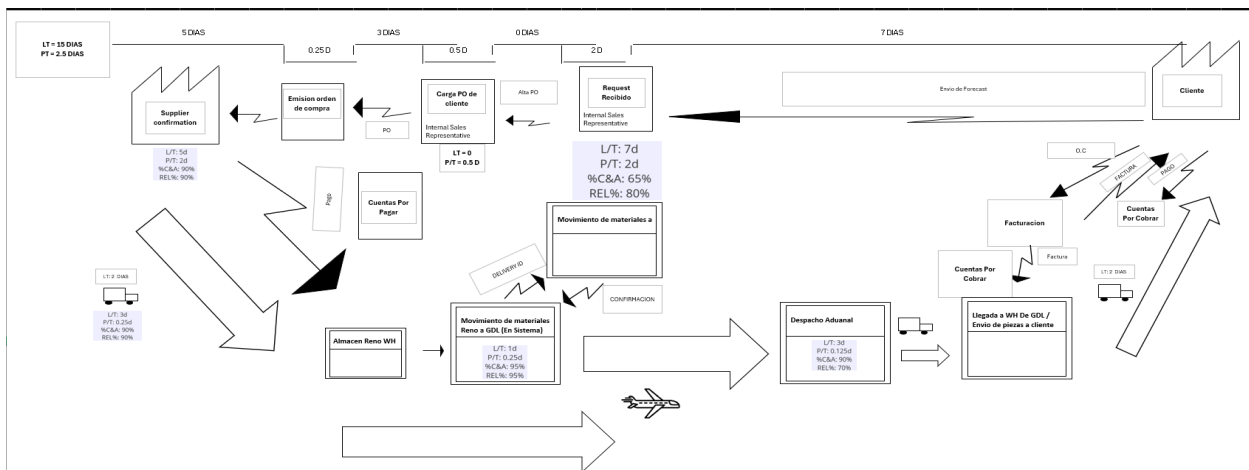 LT = 15 DIAS
PT = 2.5 DIAS
5 DIAS
0.25 D
3 DIAS
0.5 D
0 DIAS
2 D
7 DIAS
Supplier
confirmation
L/T: 5d
P/T: 2d
%C&A: 90%
REL%: 90%
Emision orden
de compra
PO
Carga PO de
cliente
Internal Sales
Representative
LT = 0
P/T = 0.5 D
Alta PO
Request
Recibido
Internal Sales
Representative
L/T: 7d
P/T: 2d
%C&A: 65%
REL%: 80%
Envio de Forecast
Cliente
O.C
FACTURA
PAGO
Cuentas
Por Cobrar
Facturacion
Factura
Cuentas Por
Cobrar
Pago
Cuentas Por
Pagar
Movimiento de materiales a
DELIVERY ID
CONFIRMACION
LT: 2 DIAS
L/T: 3d
P/T: 0.25d
%C&A: 90%
REL%: 90%
Almacen Reno WH
Movimiento de materiales
Reno a GDL (En Sistema)
L/T: 1d
P/T: 0.25d
%C&A: 95%
REL%: 95%
Despacho Aduanal
L/T: 3d
P/T: 0.125d
%C&A: 90%
REL%: 70%
LT: 2 DIAS
Llegada a WH De GDL /
Envio de piezas a cliente